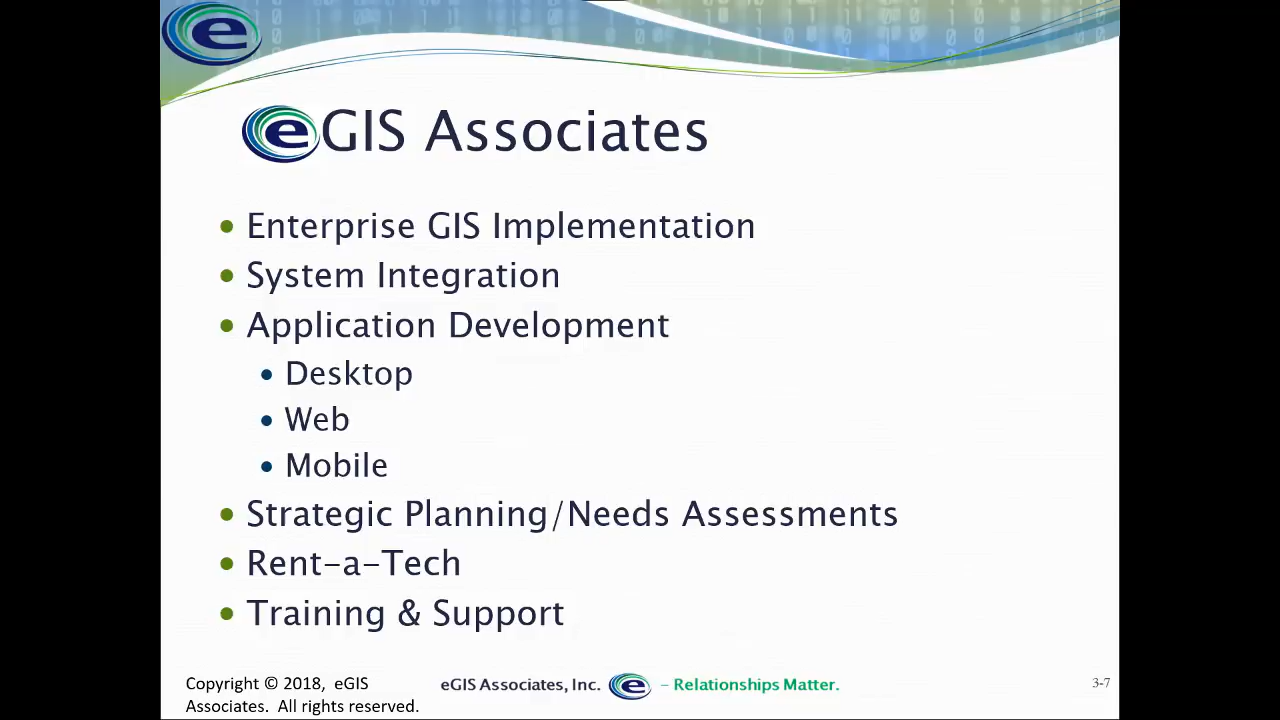 e
eGIS Associates
• Enterprise GIS Implementation
• System Integration
• Application Development
• Desktop
• Web
• Mobile
• Strategic Planning/Needs Assessments
• Rent-a-Tech
• Training & Support
Copyright © 2018, eGIS
Associates. All rights reserved.
eGIS Associates, Inc. e – Relationships Matter.
3-7